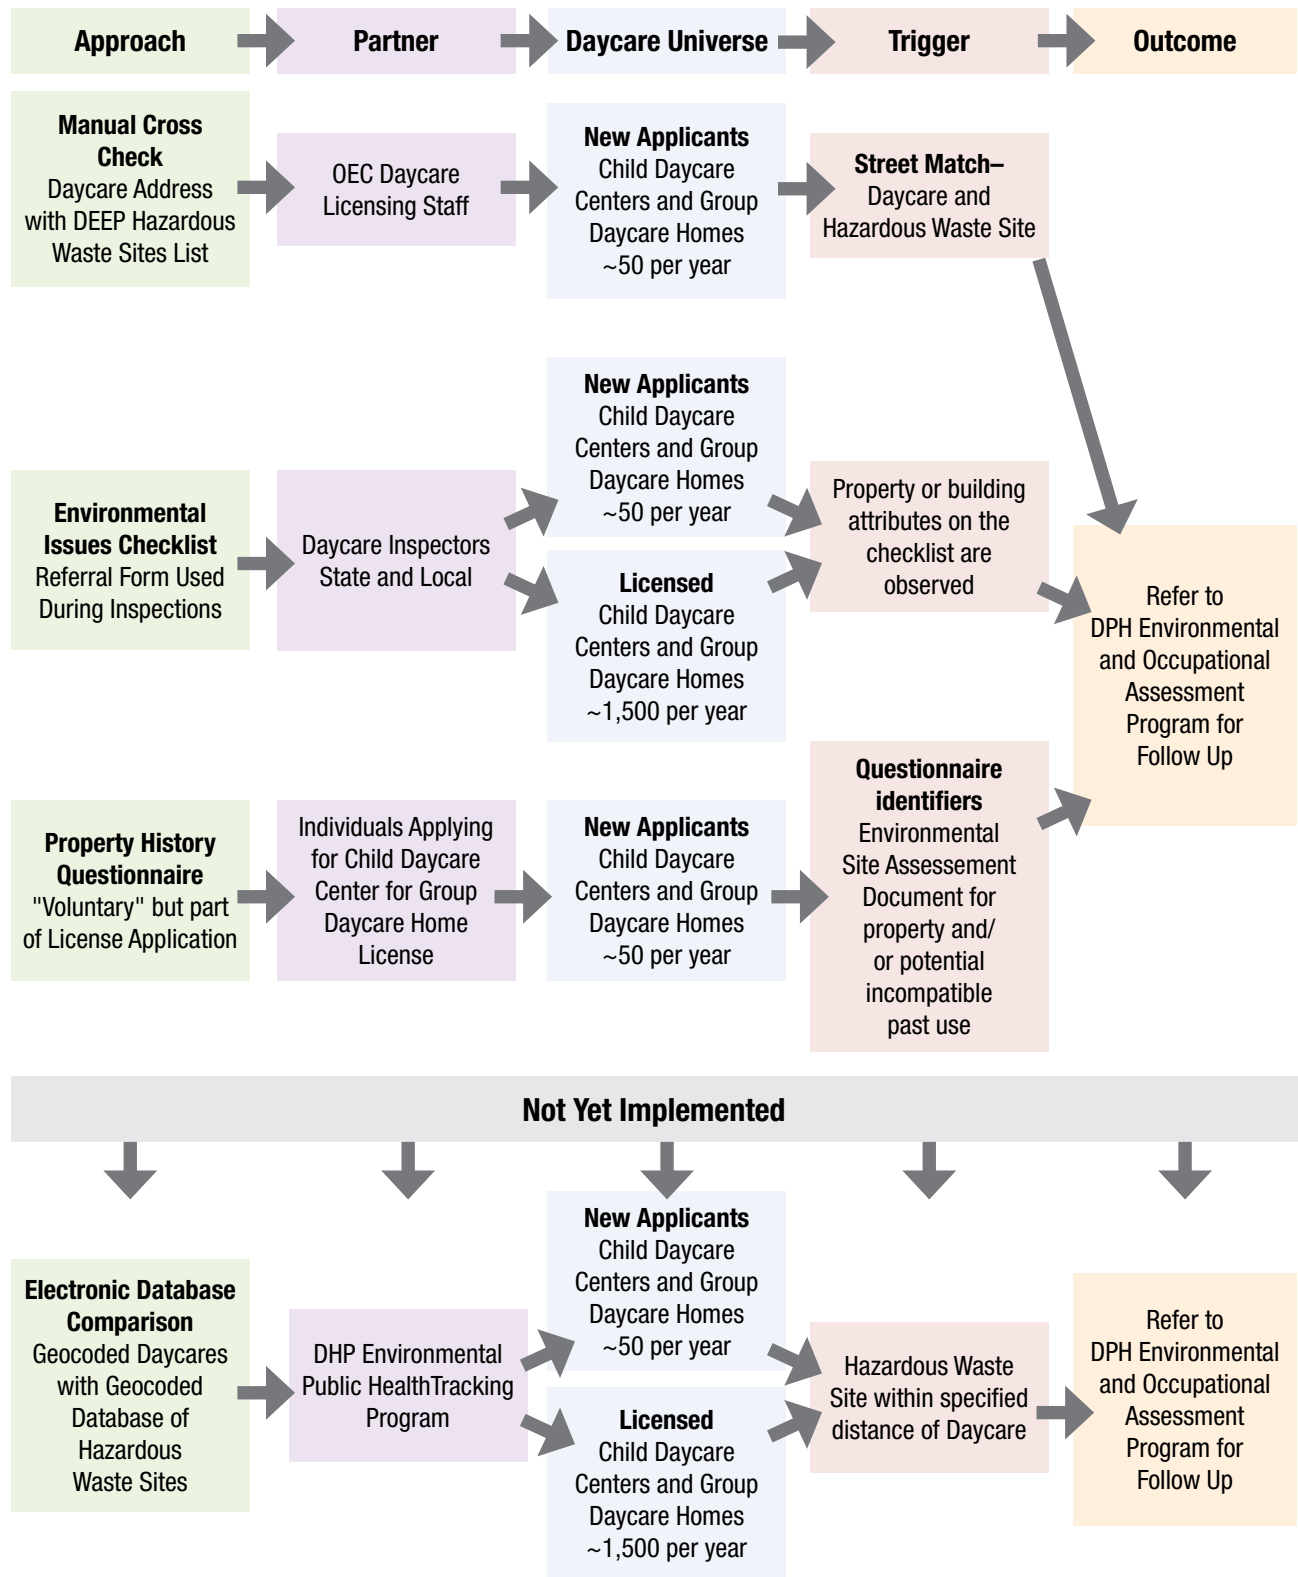 Approach
Partner
Daycare Universe
Trigger
Outcome
Manual Cross
Check
Daycare Address
with DEEP Hazardous
Waste Sites List
OEC Daycare
Licensing Staff
New Applicants
Child Daycare
Centers and Group
Daycare Homes
~50 per year
Street Match–
Daycare and
Hazardous Waste Site
Environmental
Issues Checklist
Referral Form Used
During Inspections
Daycare Inspectors
State and Local
New Applicants
Child Daycare
Centers and Group
Daycare Homes
~50 per year
Licensed
Child Daycare
Centers and Group
Daycare Homes
~1,500 per year
Property or building
attributes on the
checklist are
observed
Refer to
DPH Environmental
and Occupational
Assessment
Program for
Follow Up
Property History
Questionnaire
"Voluntary" but part
of License Application
Individuals Applying
for Child Daycare
Center for Group
Daycare Home
License
New Applicants
Child Daycare
Centers and Group
Daycare Homes
~50 per year
Questionnaire
identifiers
Environmental
Site Assessement
Document for
property and/
or potential
incompatible
past use
Not Yet Implemented
Electronic Database
Comparison
Geocoded Daycares
with Geocoded
Database of
Hazardous
Waste Sites
DHP Environmental
Public HealthTracking
Program
New Applicants
Child Daycare
Centers and Group
Daycare Homes
~50 per year
Licensed
Child Daycare
Centers and Group
Daycare Homes
~1,500 per year
Hazardous Waste
Site within specified
distance of Daycare
Refer to
DPH Environmental
and Occupational
Assessment
Program for
Follow Up